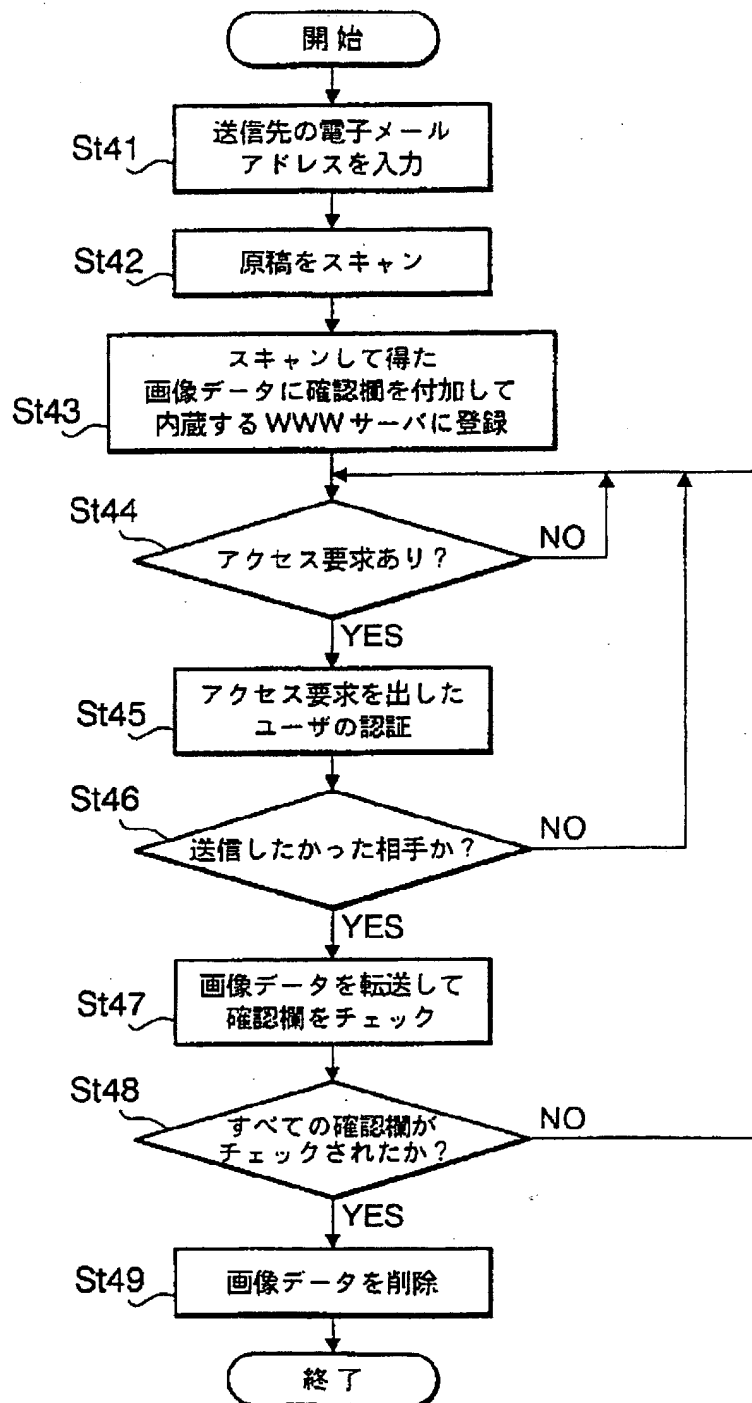 開始
St41
送信先の電子メール
アドレスを入力
St42
原稿をスキャン
St43
スキャンして得た
画像データに確認欄を付加して
内蔵するWWWサーバに登録
St44
アクセス要求あり?
NO
YES
St45
アクセス要求を出した
ユーザの認証
St46
送信したかった相手か?
NO
YES
St47
画像データを転送して
確認欄をチェック
St48
すべての確認欄が
チェックされたか?
NO
YES
St49
画像データを削除
終了